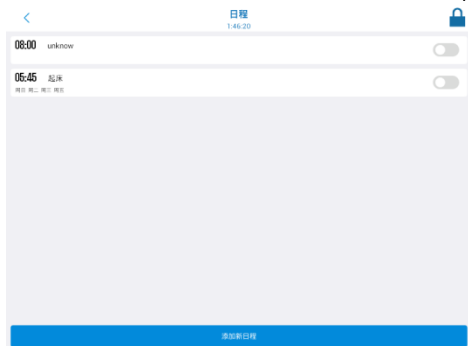 日程
1:46:20
08:00 unknow
05:45 起床
周日 周二 周三 周五
添加新日程